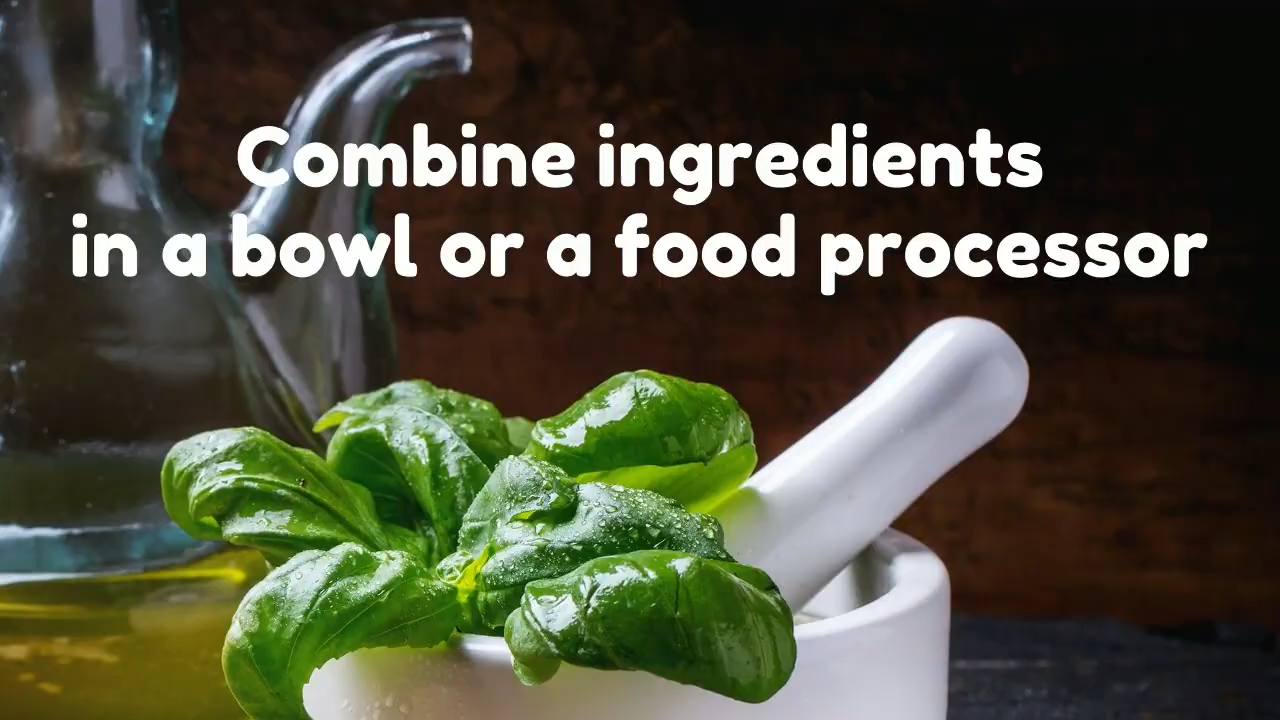 Combine ingredients
in a bowl or a food processor